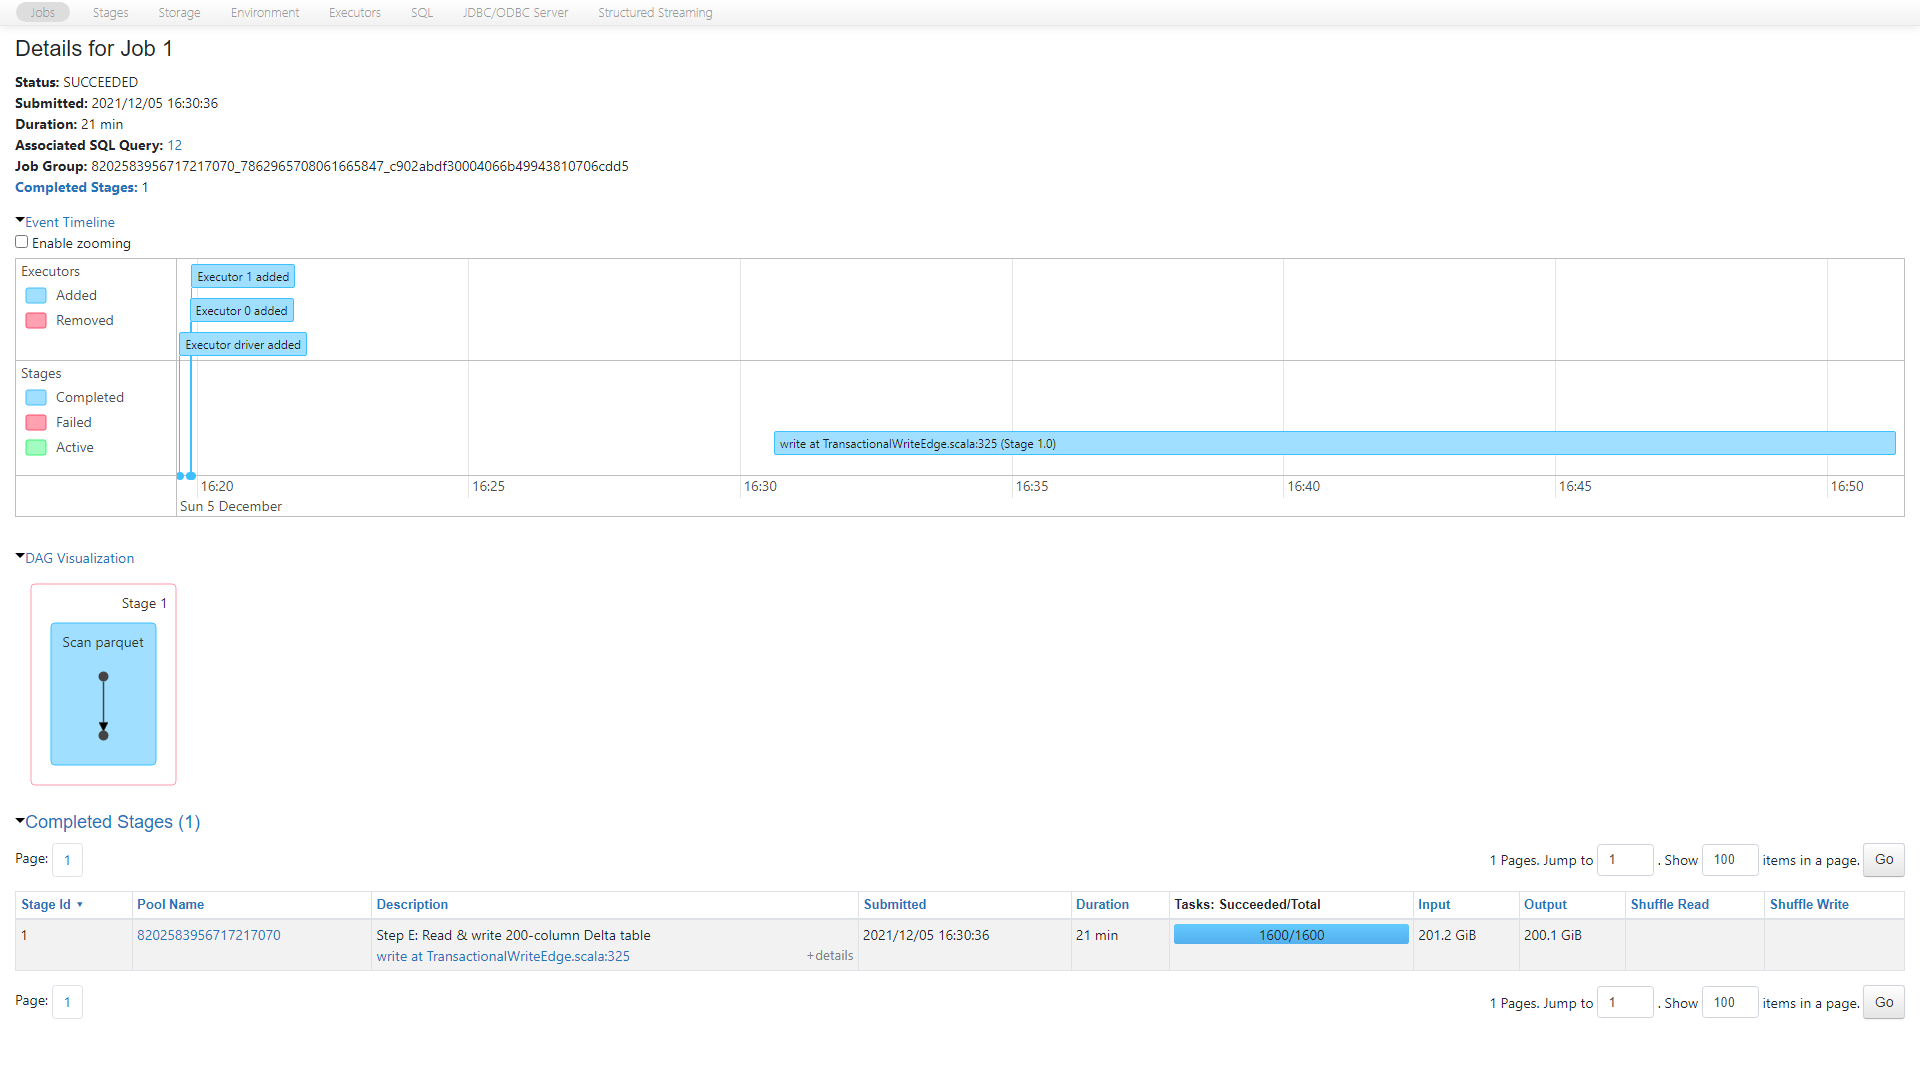 Jobs Stages Storage Environment Executors SQL JDBC/ODBC Server Structured Streaming
Details for Job 1
Status: SUCCEEDED
Submitted: 2021/12/05 16:30:36
Duration: 21 min
Associated SQL Query: 12
Job Group: 8202583956717217070_7862965708061665847_c902abdf30004066b49943810706cdd5
Completed Stages: 1
Event Timeline
Enable zooming
Executors
Added
Removed
Executor 1 added
Executor 0 added
Executor driver added
Stages
Completed
Failed
Active
write at TransactionalWriteEdge.scala:325 (Stage 1.0)
16:20 16:25 16:30 16:35 16:40 16:45 16:50
Sun 5 December
DAG Visualization
Stage 1
Scan parquet
Completed Stages (1)
Page: 1 1 Pages. Jump to 1 . Show 100 items in a page. Go
Stage Id ▾ Pool Name Description Submitted Duration Tasks: Succeeded/Total Input Output Shuffle Read Shuffle Write
1 8202583956717217070 Step E: Read & write 200-column Delta table 2021/12/05 16:30:36 21 min 1600/1600 201.2 GiB 200.1 GiB
write at TransactionalWriteEdge.scala:325 +details
Page: 1 1 Pages. Jump to 1 . Show 100 items in a page. Go